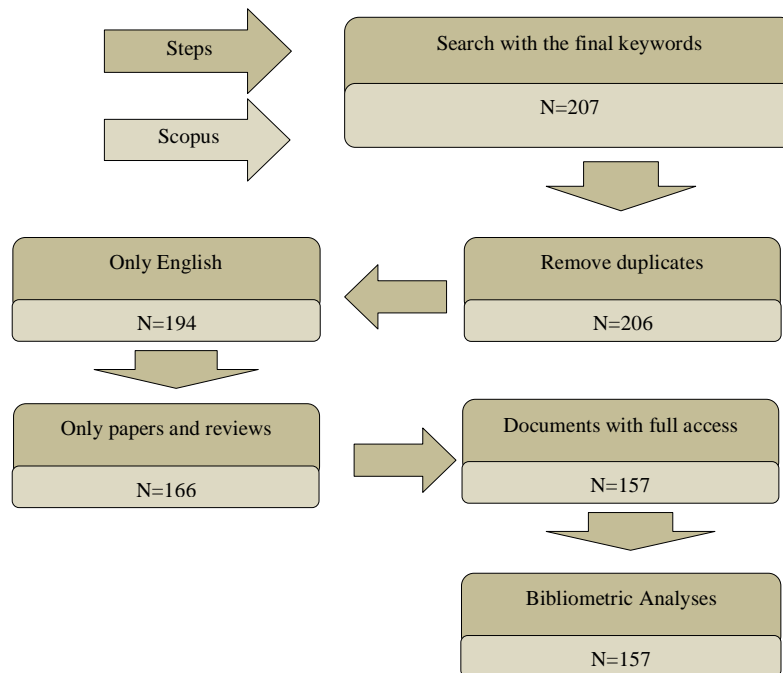 Steps
Search with the final keywords
Scopus
N=207
Only English
N=194
Remove duplicates
N=206
Only papers and reviews
N=166
Documents with full access
N=157
Bibliometric Analyses
N=157